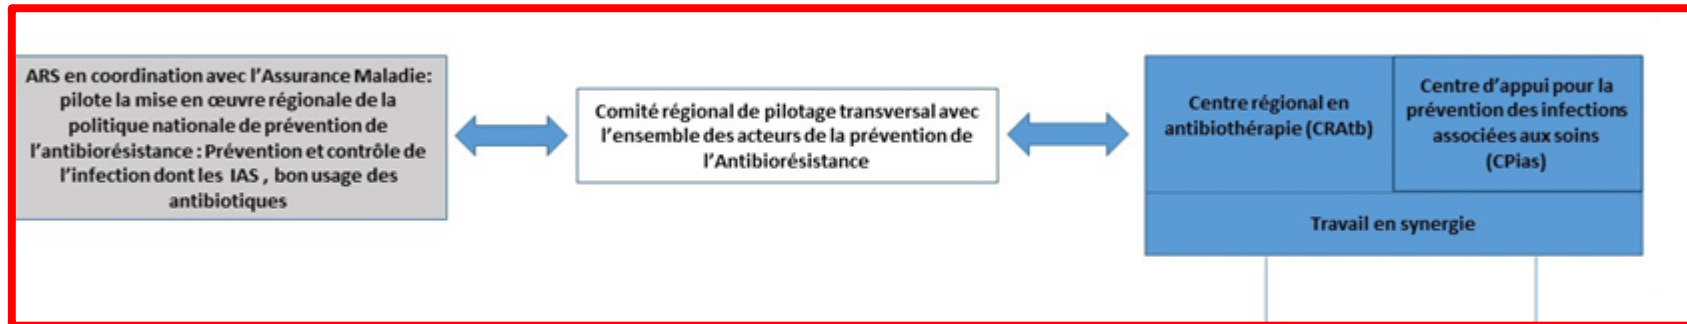 ARS en coordination avec l'Assurance Maladie:
pilote la mise en œuvre régionale de la
politique nationale de prévention de
l'antibiorésistance : Prévention et contrôle de
l'infection dont les IAS , bon usage des
antibiotiques
Comité régional de pilotage transversal avec
l'ensemble des acteurs de la prévention de
l'Antibiorésistance
Centre régional en
antibiothérapie (CRAtb)
Centre d'appui pour la
prévention des infections
associées aux soins
(CPias)
Travail en synergie